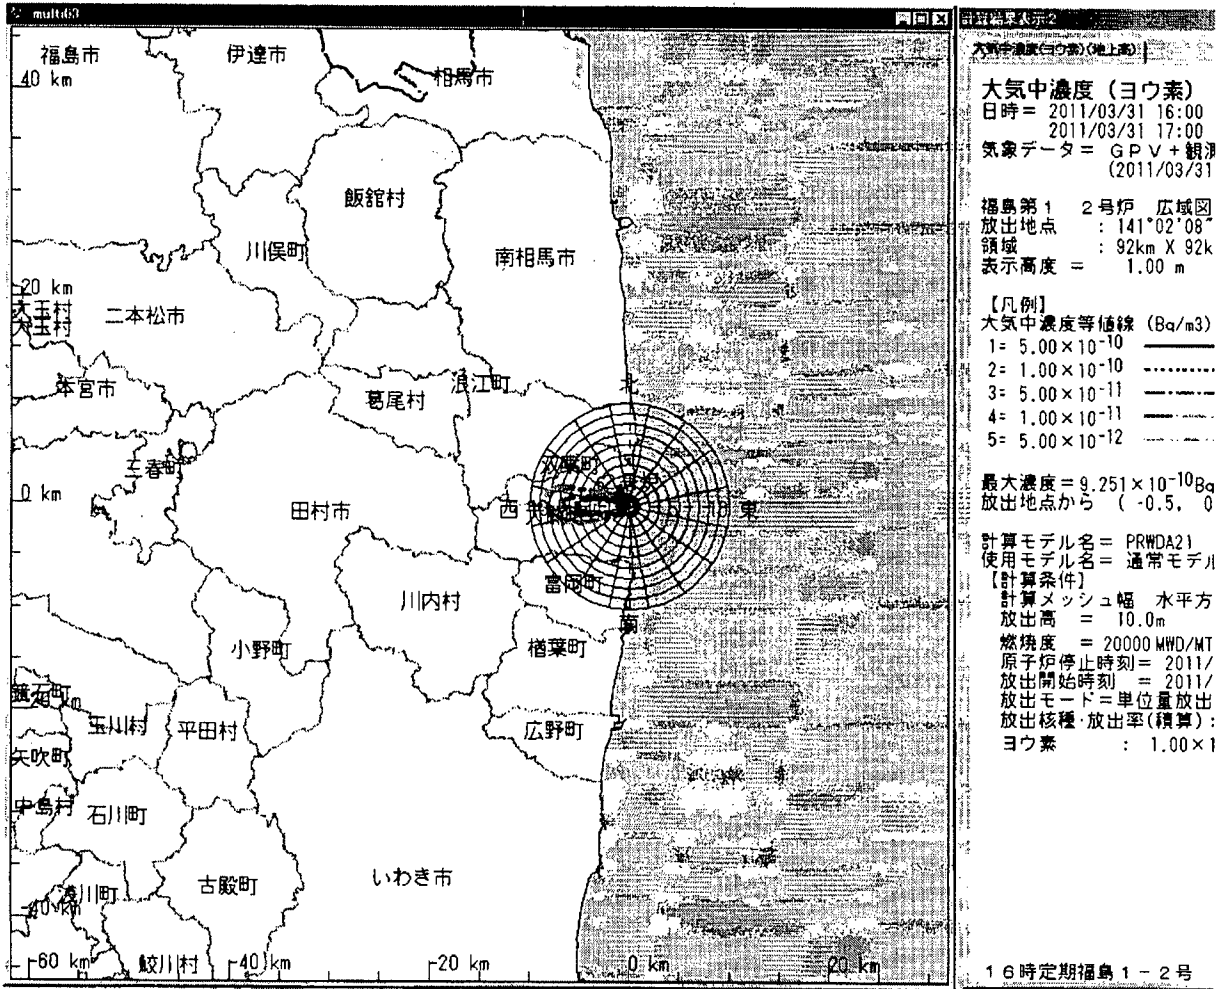 multi03
福島市
伊達市
相馬市
40 km
飯舘村
川俣町
南相馬市
20 km
大玉村
二本松市
本宮市
葛尾村
浪江町
北
三春町
双葉町
0 km
田村市
西
東
富岡町
川内村
南
小野町
楢葉町
玉川村
平田村
広野町
矢吹町
中島村
石川町
古殿町
いわき市
浅川町
-40 km
鮫川村
-60 km
-40 km
-20 km
0 km
20 km
計算結果表示2
大気中濃度(ヨウ素)(地上高)
大気中濃度(ヨウ素)
日時= 2011/03/31 16:00
2011/03/31 17:00
気象データ= GPV+観測
(2011/03/31
福島第1 2号炉 広域図
放出地点 : 141°02'08"
領域 : 92km X 92k
表示高度 = 1.00 m
【凡例】
大気中濃度等値線 (Bq/m3)
1= 5.00×10-10
2= 1.00×10-10
3= 5.00×10-11
4= 1.00×10-11
5= 5.00×10-12
最大濃度=9.251×10-10Bq
放出地点から ( -0.5, 0
計算モデル名= PRWDA21
使用モデル名= 通常モデル
【計算条件】
計算メッシュ幅 水平方
放出高 = 10.0m
燃焼度 = 20000MWD/MT
原子炉停止時刻= 2011/
放出開始時刻 = 2011/
放出モード=単位量放出
放出核種・放出率(積算):
ヨウ素 : 1.00×1
16時定期福島1-2号